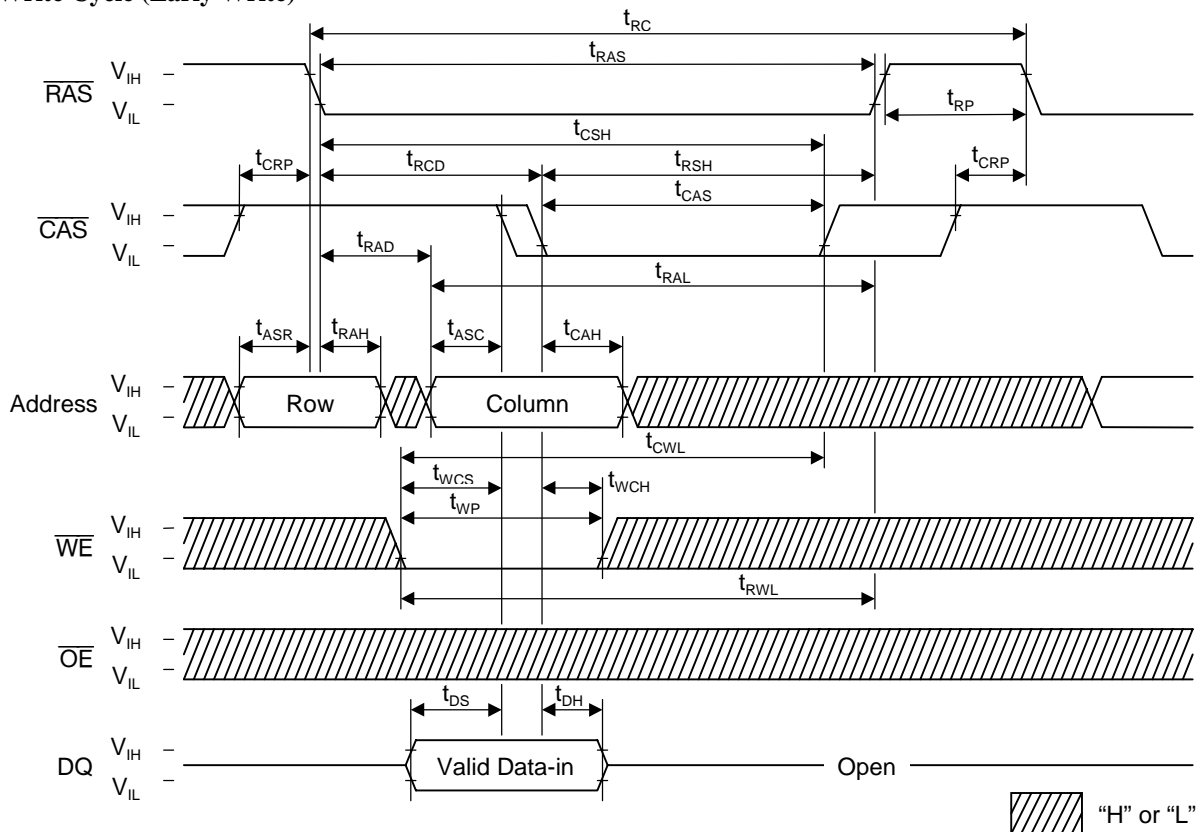 Write Cycle (Early Write)
tRC
VIH
RAS
VIL
tRAS
tRP
tCSH
tCRP
tRCD
tRSH
tCRP
tCAS
VIH
CAS
VIL
tRAD
tRAL
tASR
tRAH
tASC
tCAH
VIH
Address
VIL
Row
Column
tCWL
tWCS
tWCH
tWP
VIH
WE
VIL
tRWL
VIH
OE
VIL
tDS
tDH
VIH
DQ
VIL
Valid Data-in
Open
“H” or “L”